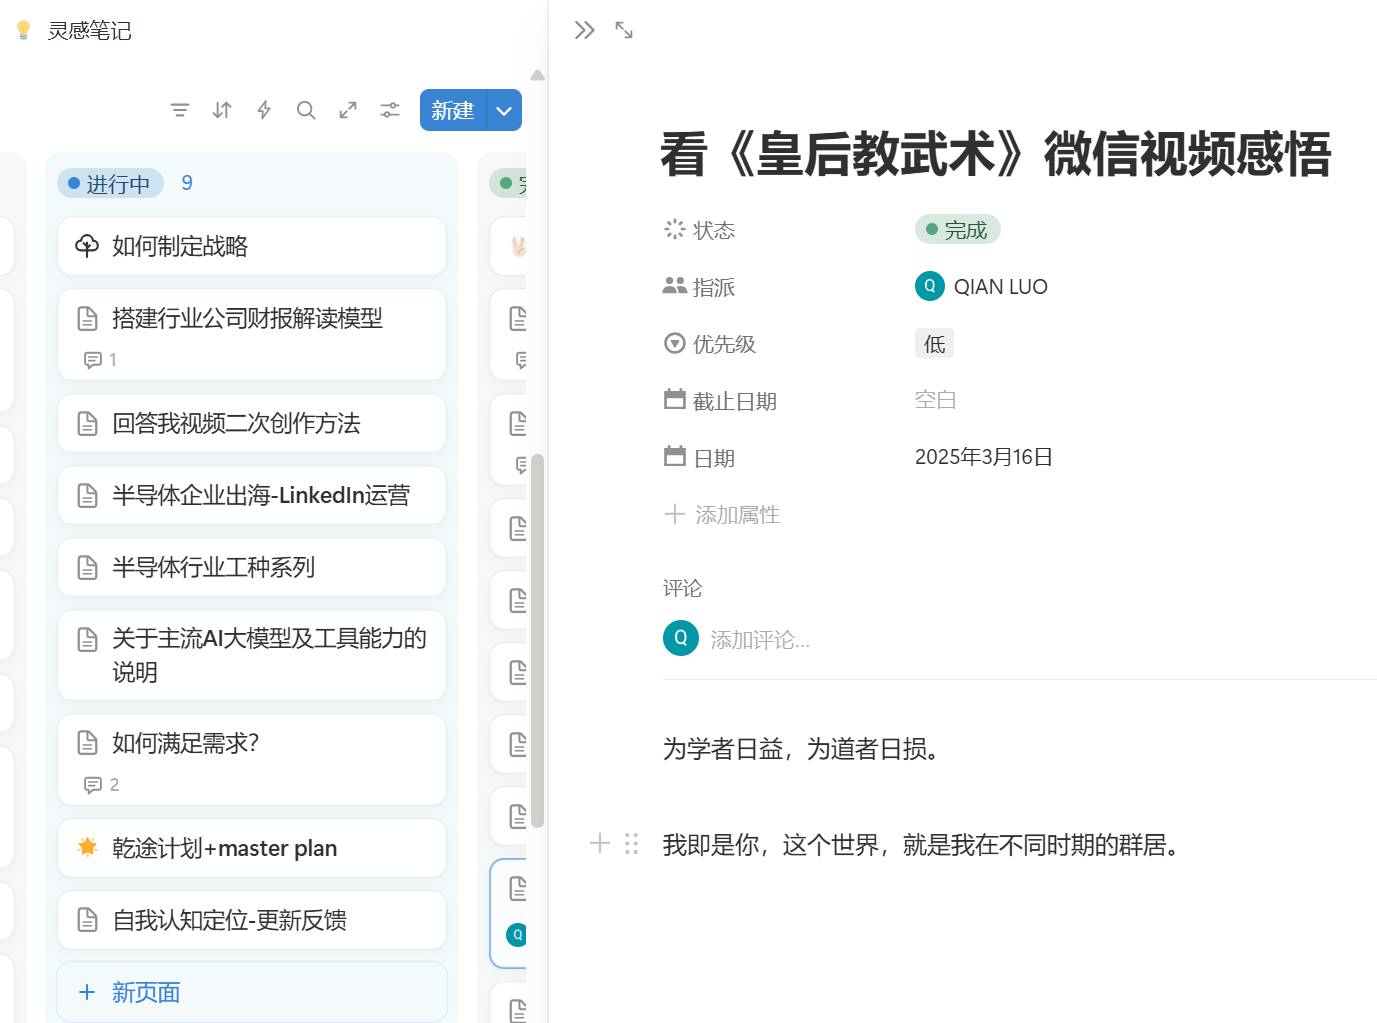 灵感笔记
新建
进行中 9
如何制定战略
搭建行业公司财报解读模型
1
回答我视频二次创作方法
半导体企业出海-LinkedIn运营
半导体行业工种系列
关于主流AI大模型及工具能力的
说明
如何满足需求?
2
乾途计划+master plan
自我认知定位-更新反馈
新页面
Q
看《皇后教武术》微信视频感悟
状态 完成
指派 Q QIAN LUO
优先级 低
截止日期 空白
日期 2025年3月16日
添加属性
评论
Q 添加评论...
为学者日益，为道者日损。
我即是你，这个世界，就是我在不同时期的群居。